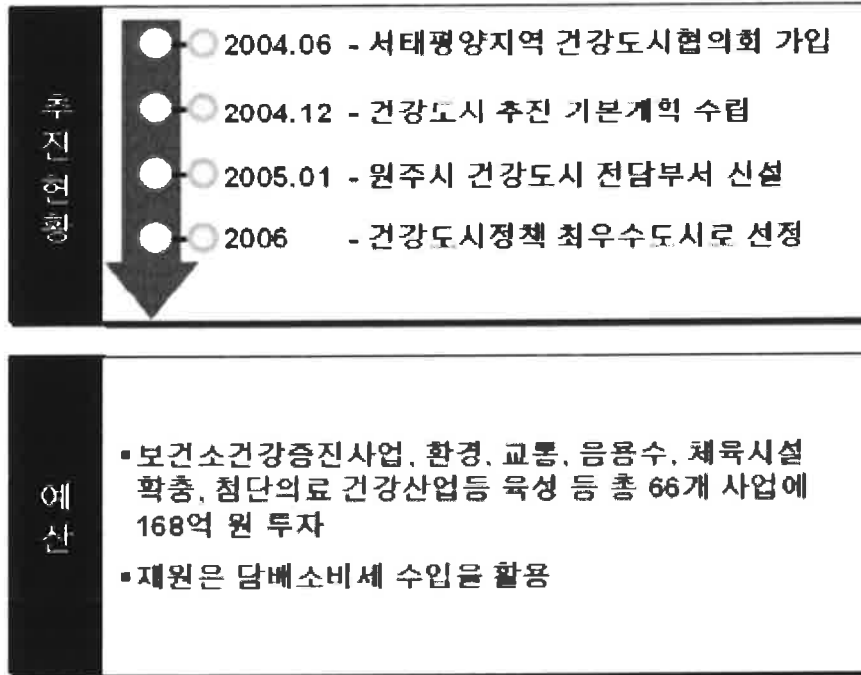 추진현황
2004.06 - 서태평양지역 건강도시협의회 가입
2004.12 - 건강도시 추진 기본계획 수립
2005.01 - 원주시 건강도시 전담부서 신설
2006 - 건강도시정책 최우수도시로 선정
예산
▪보건소건강증진사업, 환경, 교통, 음용수, 체육시설
확충, 첨단의료 건강산업등 육성 등 총 66개 사업에
168억 원 투자
▪재원은 담배소비세 수입을 활용